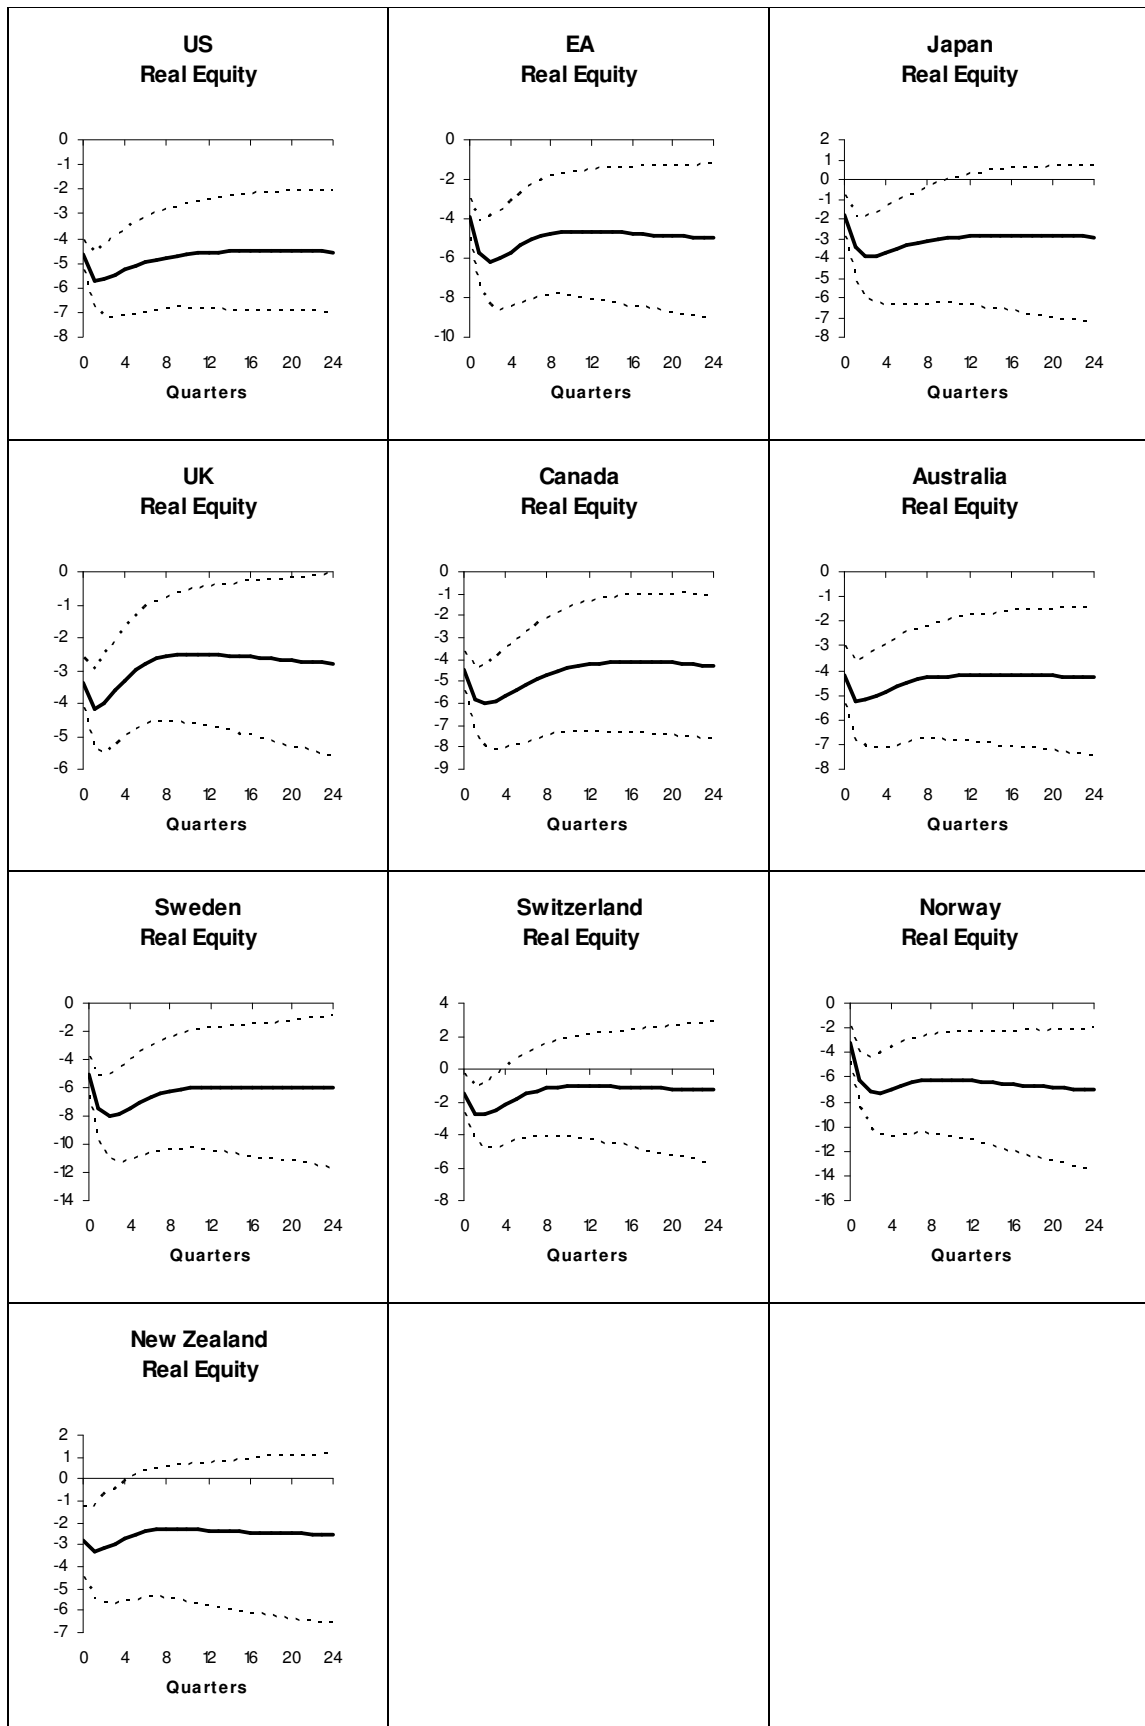 US
Real Equity
0
-1
-2
-3
-4
-5
-6
-7
-8
0 4 8 12 16 20 24
Quarters
EA
Real Equity
0
-2
-4
-6
-8
-10
0 4 8 12 16 20 24
Quarters
Japan
Real Equity
2
1
0
-1
-2
-3
-4
-5
-6
-7
-8
0 4 8 12 16 20 24
Quarters
UK
Real Equity
0
-1
-2
-3
-4
-5
-6
0 4 8 12 16 20 24
Quarters
Canada
Real Equity
0
-1
-2
-3
-4
-5
-6
-7
-8
-9
0 4 8 12 16 20 24
Quarters
Australia
Real Equity
0
-1
-2
-3
-4
-5
-6
-7
-8
0 4 8 12 16 20 24
Quarters
Sweden
Real Equity
0
-2
-4
-6
-8
-10
-12
-14
0 4 8 12 16 20 24
Quarters
Switzerland
Real Equity
4
2
0
-2
-4
-6
-8
0 4 8 12 16 20 24
Quarters
Norway
Real Equity
0
-2
-4
-6
-8
-10
-12
-14
-16
0 4 8 12 16 20 24
Quarters
New Zealand
Real Equity
2
1
0
-1
-2
-3
-4
-5
-6
-7
0 4 8 12 16 20 24
Quarters